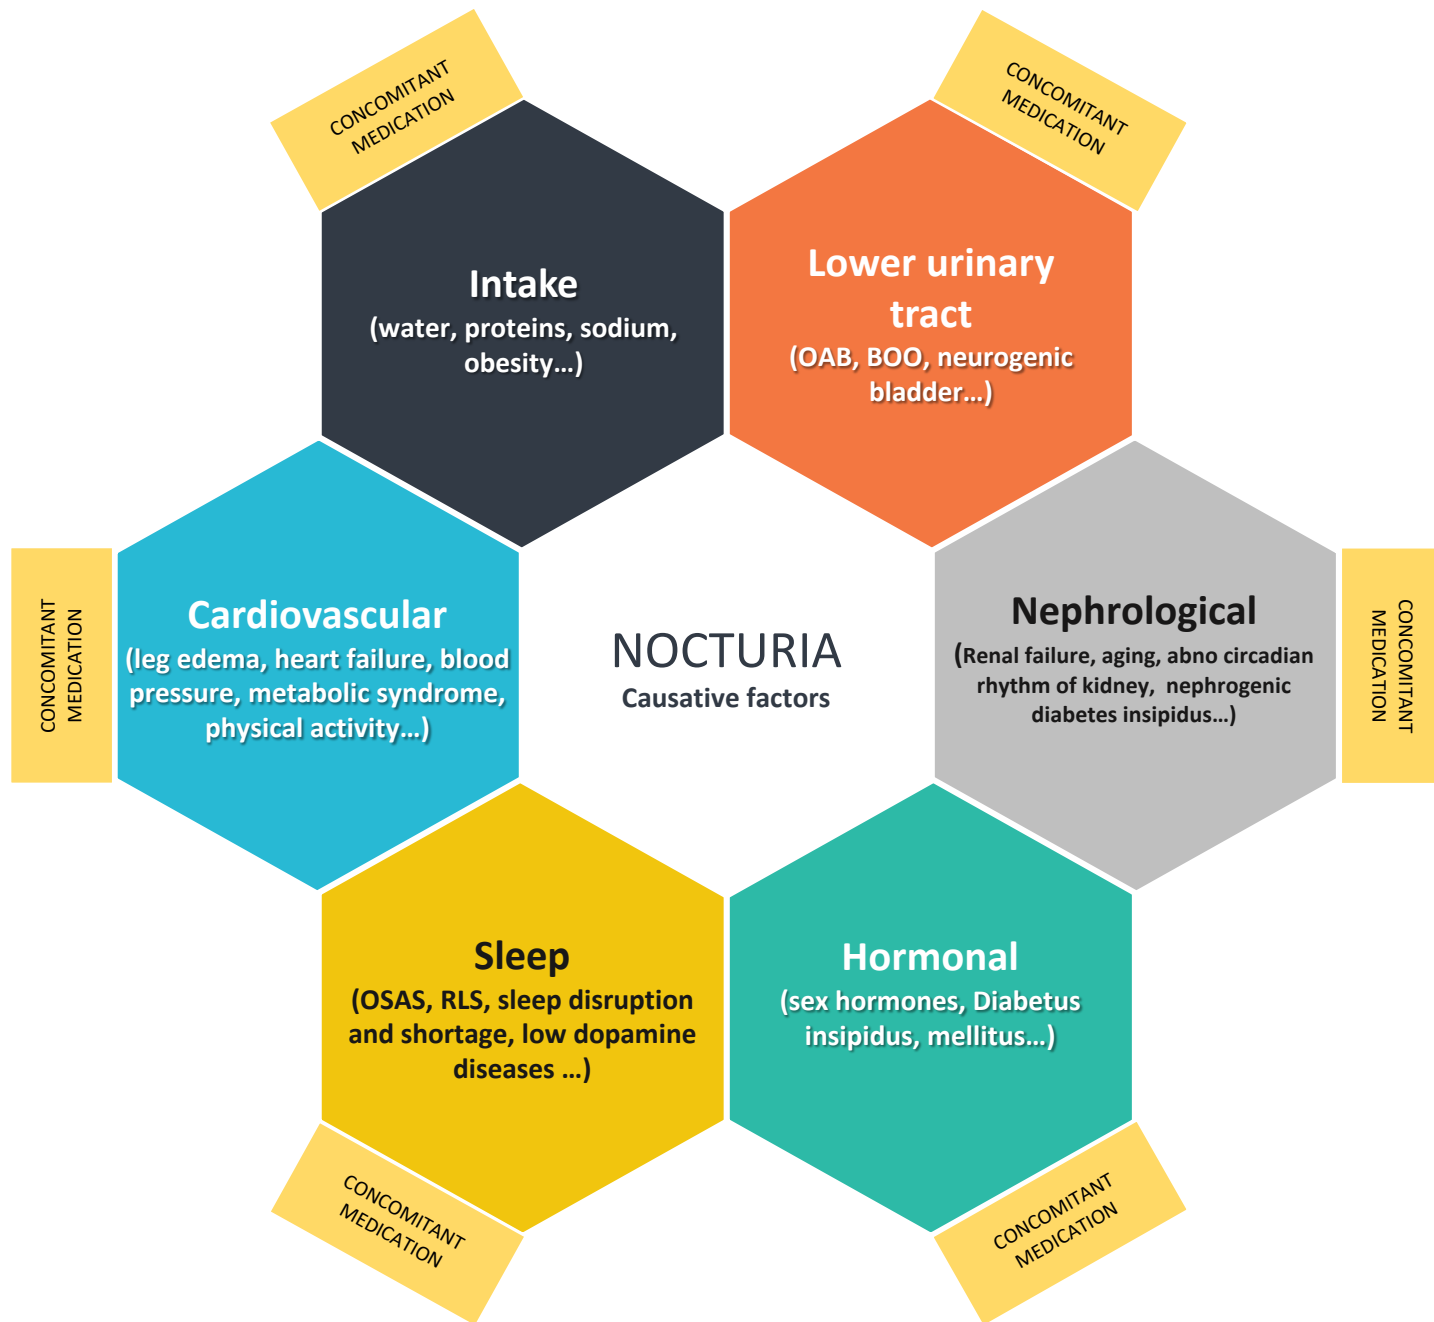 CONCOMITANT
MEDICATION
CONCOMITANT
MEDICATION
Intake
(water, proteins, sodium,
obesity...)
Lower urinary
tract
(OAB, BOO, neurogenic
bladder...)
CONCOMITANT
MEDICATION
Cardiovascular
(leg edema, heart failure, blood
pressure, metabolic syndrome,
physical activity...)
NOCTURIA
Causative factors
Nephrological
(Renal failure, aging, abno circadian
rhythm of kidney, nephrogenic
diabetes insipidus...)
CONCOMITANT
MEDICATION
Sleep
(OSAS, RLS, sleep disruption
and shortage, low dopamine
diseases ...)
Hormonal
(sex hormones, Diabetus
insipidus, mellitus...)
CONCOMITANT
MEDICATION
CONCOMITANT
MEDICATION